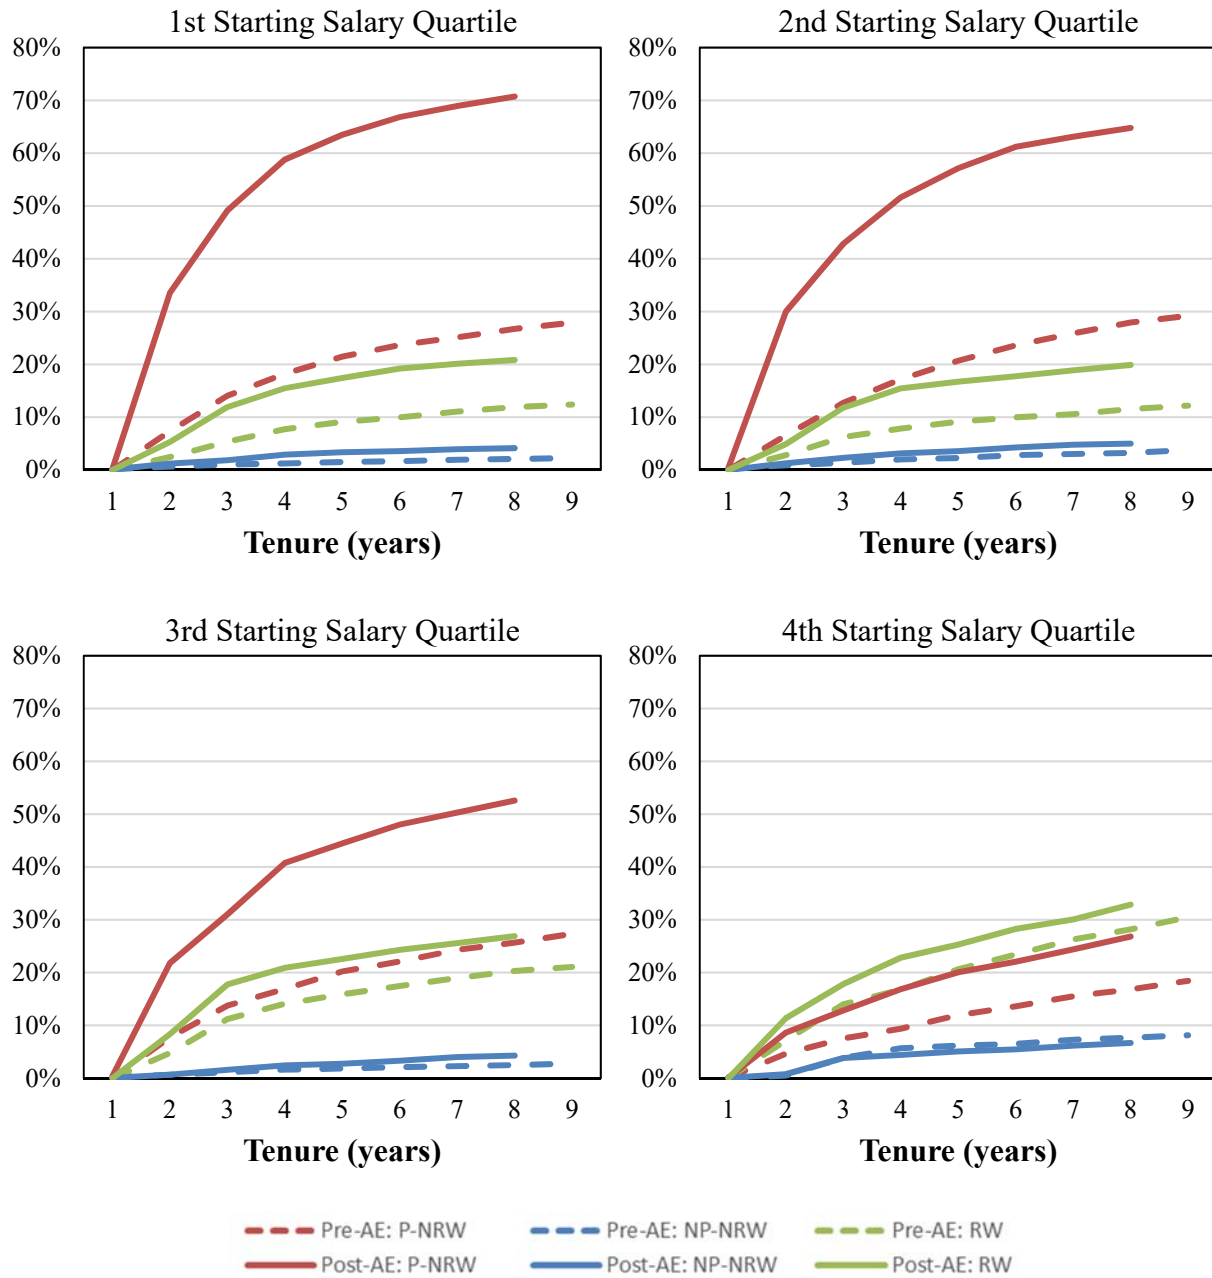 1st Starting Salary Quartile
80%
70%
60%
50%
40%
30%
20%
10%
0%
1 2 3 4 5 6 7 8 9
Tenure (years)
2nd Starting Salary Quartile
80%
70%
60%
50%
40%
30%
20%
10%
0%
1 2 3 4 5 6 7 8 9
Tenure (years)
3rd Starting Salary Quartile
80%
70%
60%
50%
40%
30%
20%
10%
0%
1 2 3 4 5 6 7 8 9
Tenure (years)
4th Starting Salary Quartile
80%
70%
60%
50%
40%
30%
20%
10%
0%
1 2 3 4 5 6 7 8 9
Tenure (years)
Pre-AE: P-NRW Pre-AE: NP-NRW Pre-AE: RW
Post-AE: P-NRW Post-AE: NP-NRW Post-AE: RW